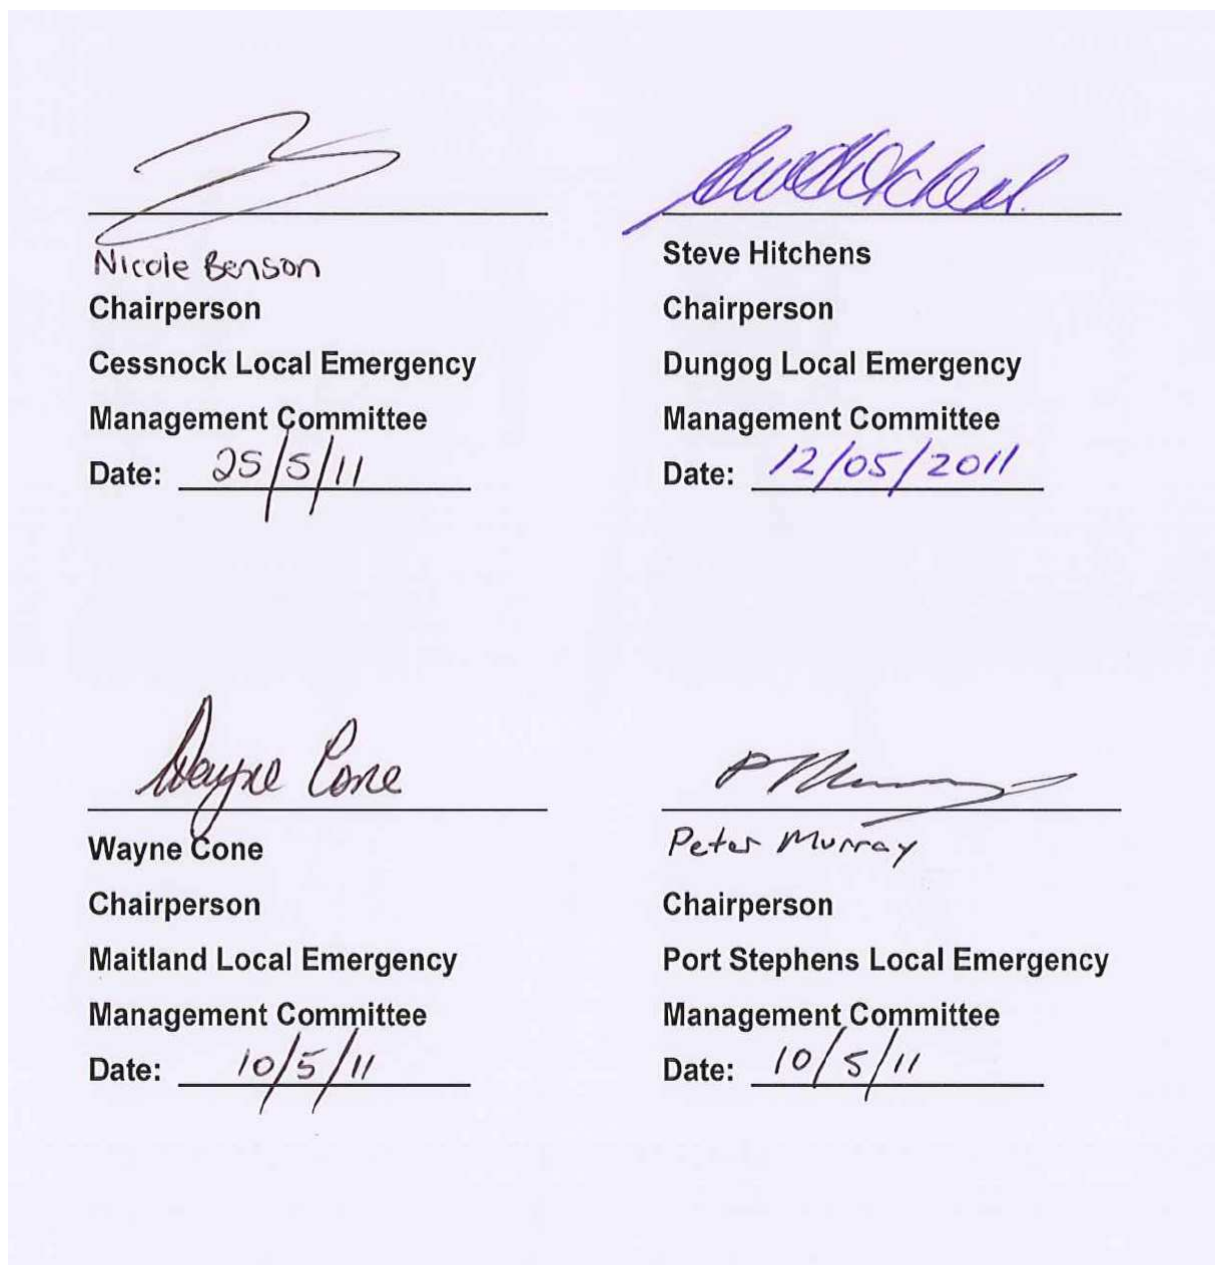 Nicole Benson
Chairperson
Cessnock Local Emergency
Management Committee
Date: 25/5/11
Steve Hitchens
Chairperson
Dungog Local Emergency
Management Committee
Date: 12/05/2011
Wayne Cone
Wayne Cone
Chairperson
Maitland Local Emergency
Management Committee
Date: 10/5/11
P Murray
Peter Murray
Chairperson
Port Stephens Local Emergency
Management Committee
Date: 10/5/11